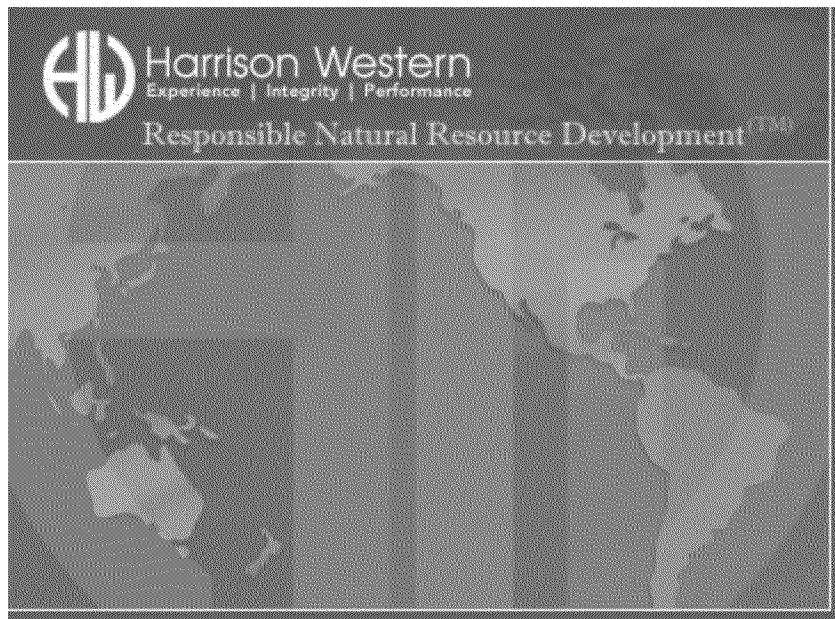 HW
Harrison Western
Experience | Integrity | Performance
Responsible Natural Resource Development(TM)